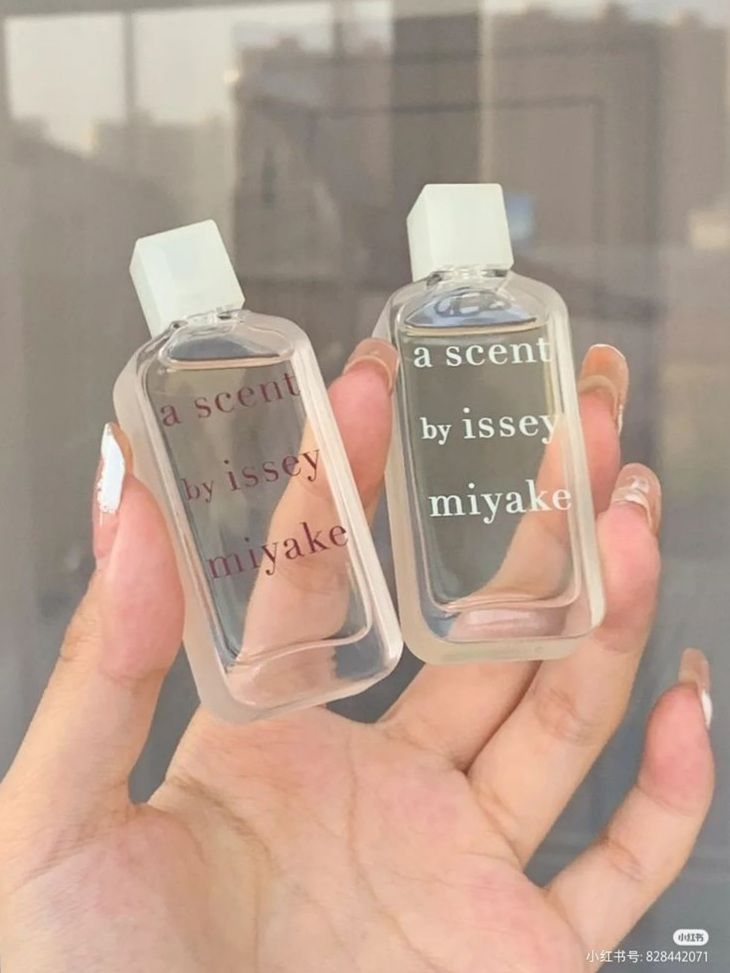 a scent
by issey
miyake
a scent
by issey
miyake
小红书
小红书号: 828442071